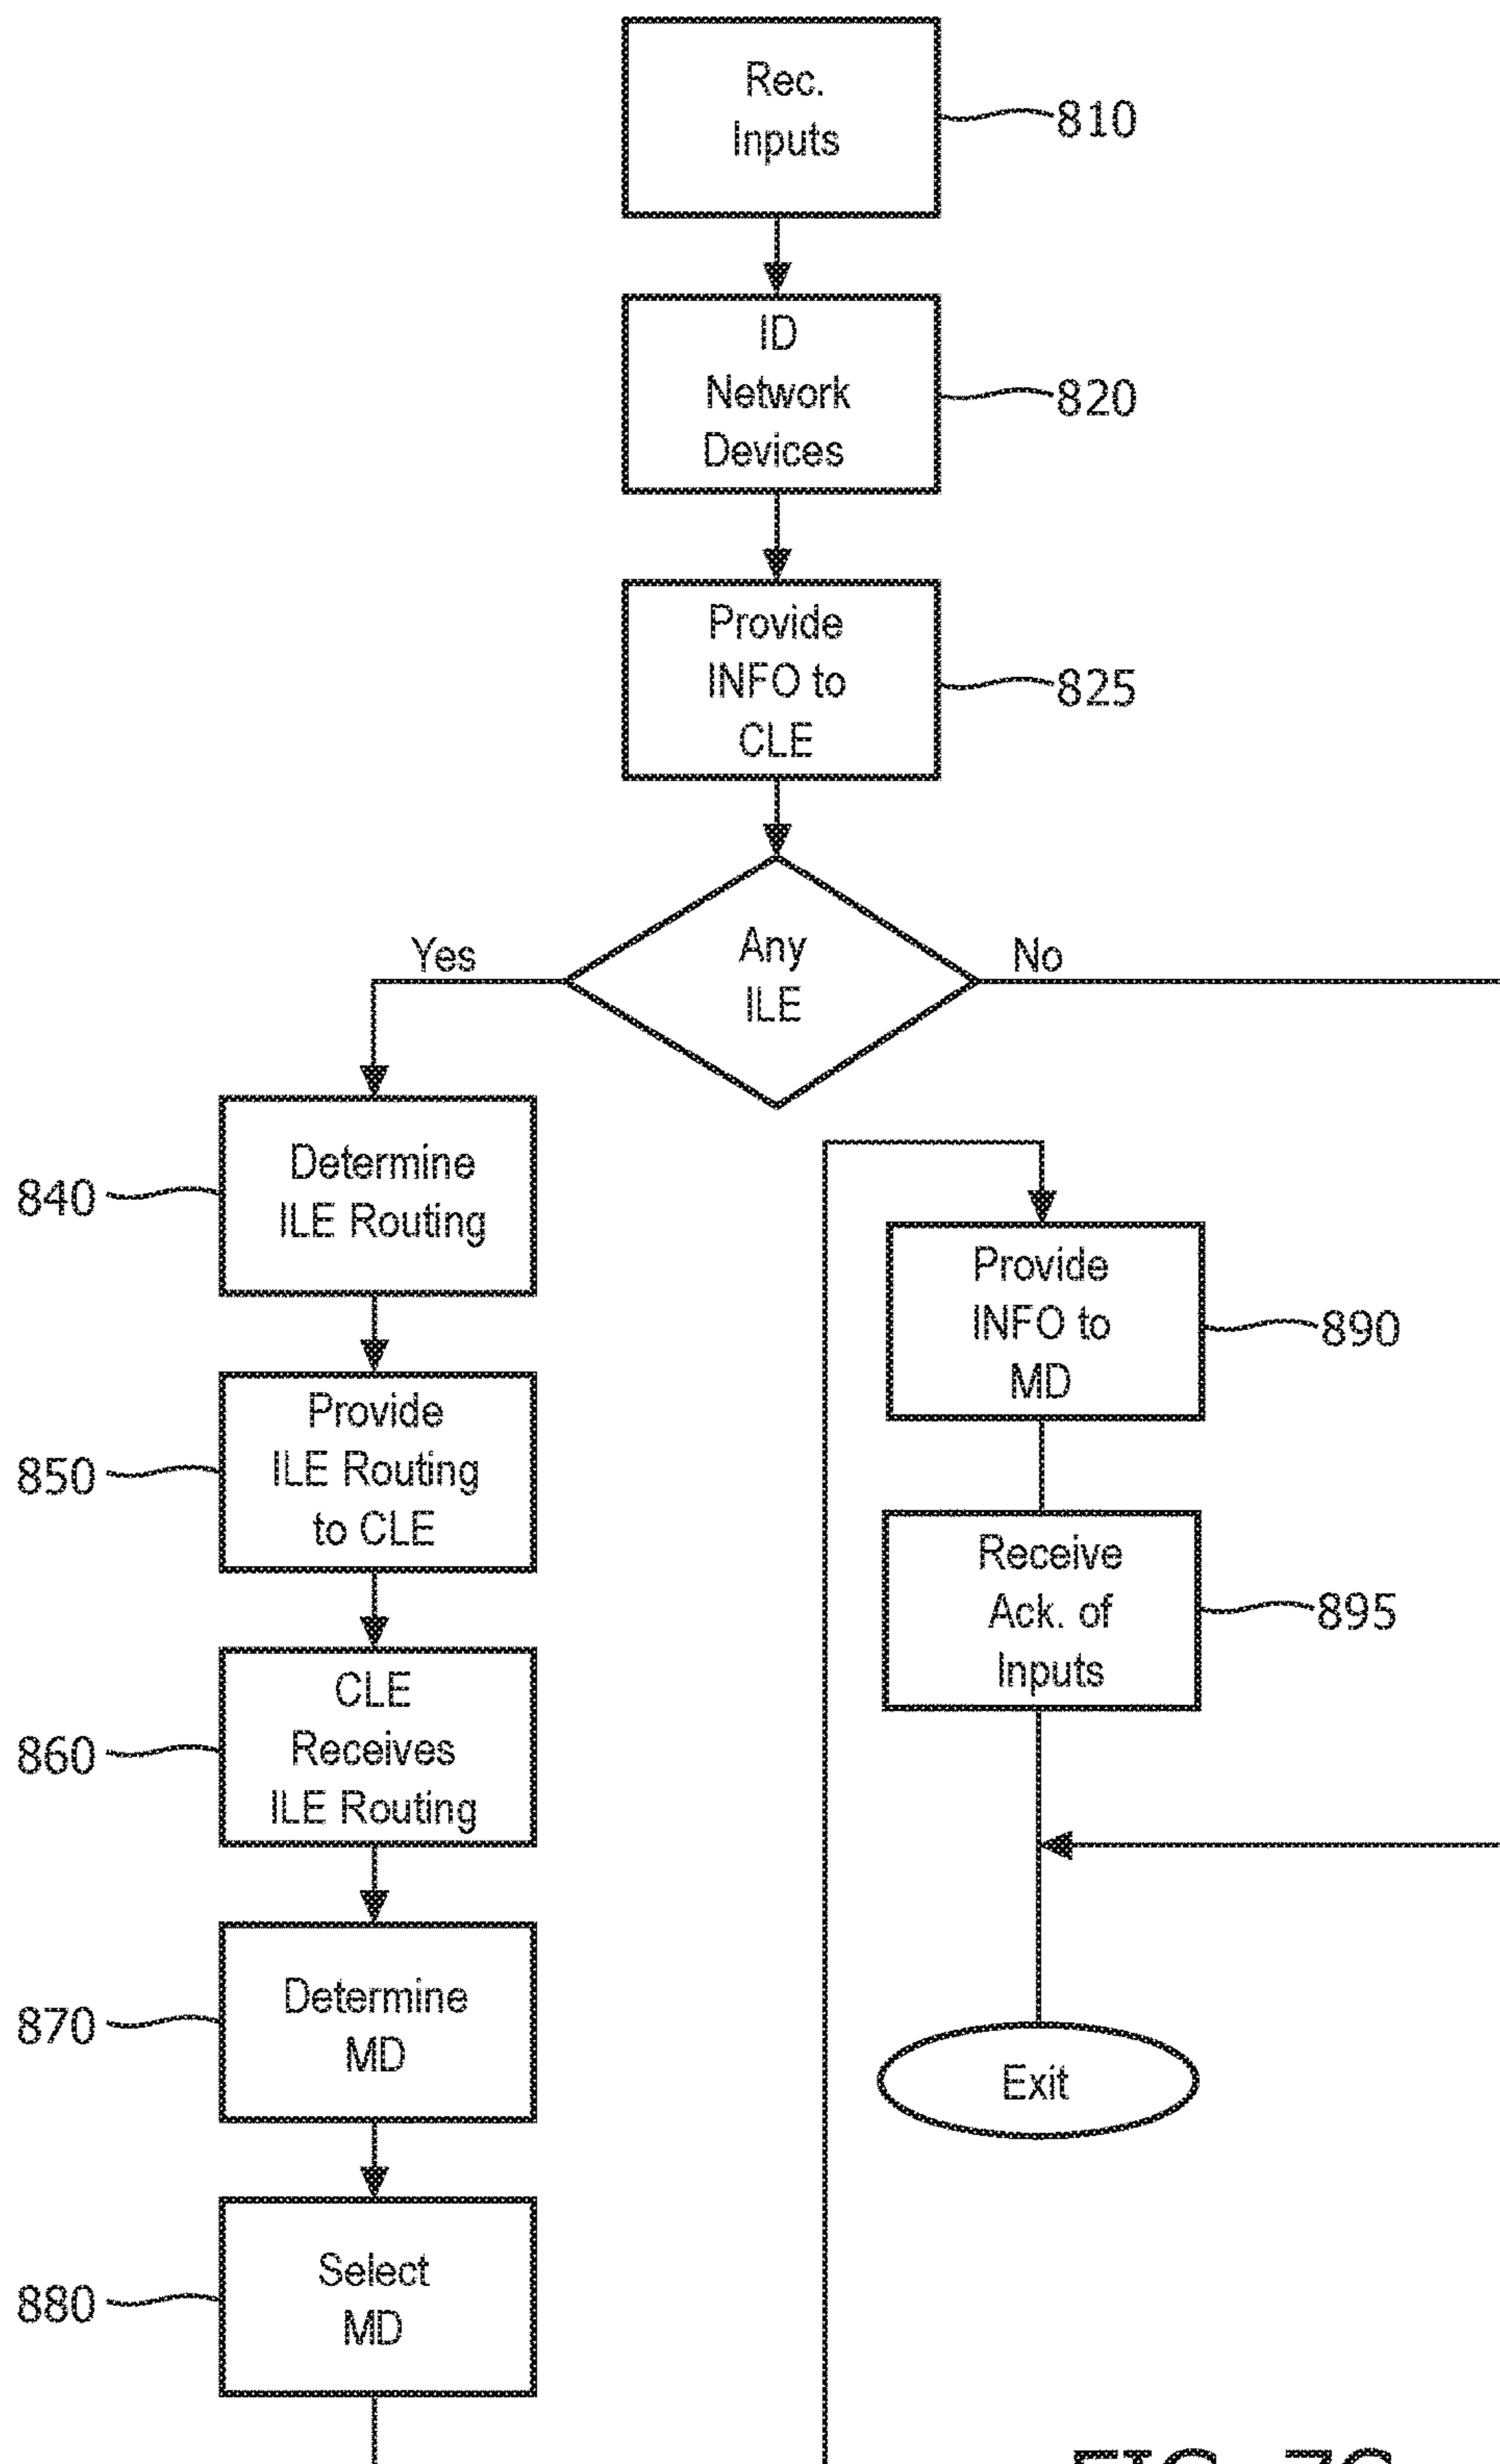 Rec.
Inputs
810
ID
Network
Devices
820
Provide
INFO to
CLE
825
Any
ILE
Yes
No
Determine
ILE Routing
840
Provide
ILE Routing
to CLE
850
CLE
Receives
ILE Routing
860
Determine
MD
870
Select
MD
880
Provide
INFO to
MD
890
Receive
Ack. of
Inputs
895
Exit